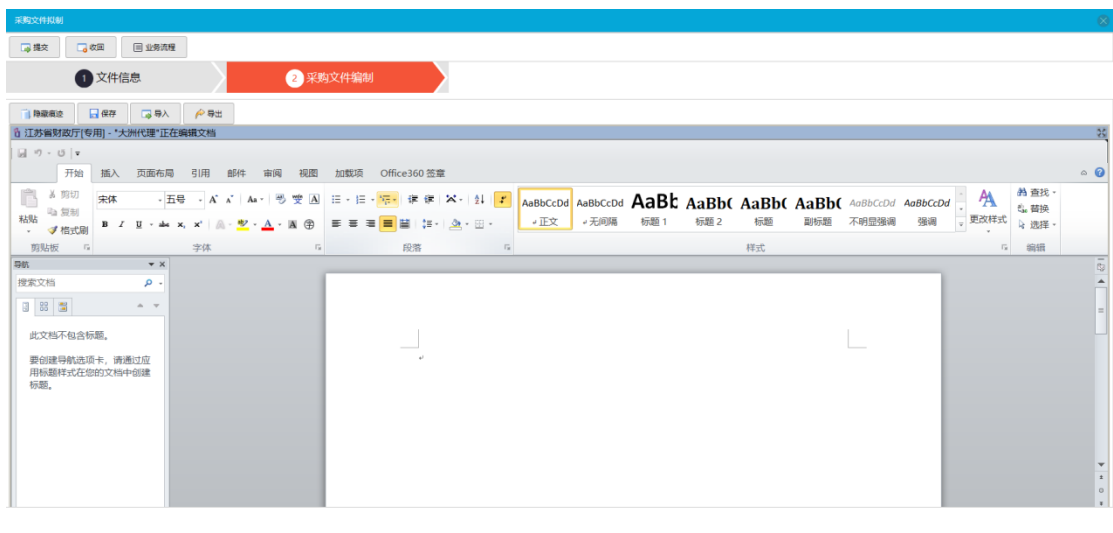 采购文件拟制
提交 收回 业务流程
1 文件信息 2 采购文件编制
隐藏痕迹 保存 导入 导出
江苏省财政厅[专用] - "大洲代理"正在编辑文档
开始 插入 页面布局 引用 邮件 审阅 视图 加载项 Office360 签章
剪切 宋体 五号 AaBbCcDd AaBbCcDd AaBb AaBb( AaBb( AaBb( AaBbCcDd AaBbCcDd 查找
粘贴 复制 替换
格式刷 B I U abc x₂ x² A 正文 无间隔 标题 1 标题 2 标题 副标题 不明显强调 强调 更改样式 选择
剪贴板 字体 段落 样式 编辑
导航
搜索文档
此文档不包含标题。
要创建导航选项卡，请通过应
用标题样式在您的文档中创建
标题。